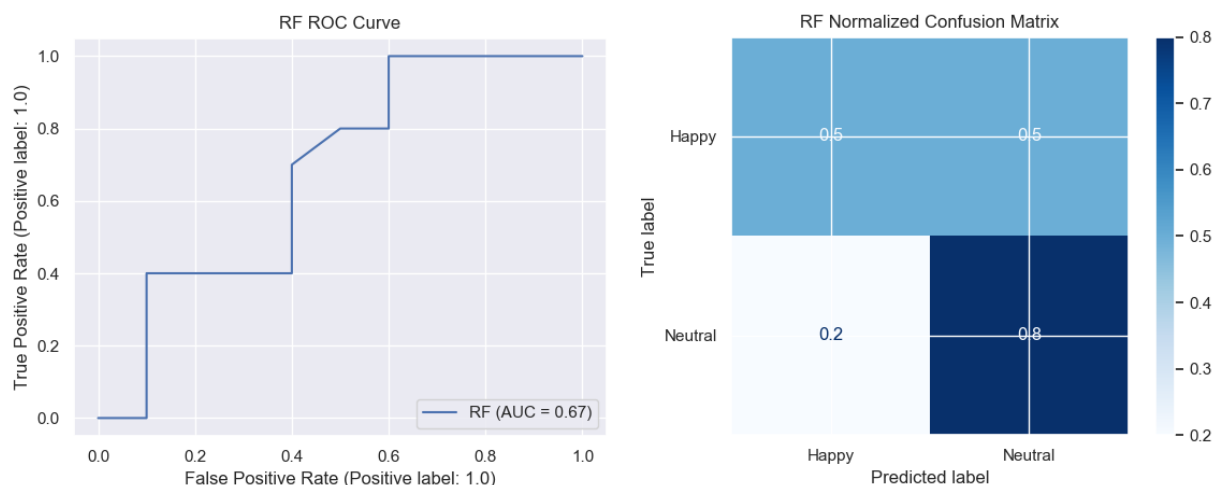 RF ROC Curve
True Positive Rate (Positive label: 1.0)
1.0
0.8
0.6
0.4
0.2
0.0
RF (AUC = 0.67)
0.0 0.2 0.4 0.6 0.8 1.0
False Positive Rate (Positive label: 1.0)
RF Normalized Confusion Matrix
True label
Happy 0.5 0.5
Neutral 0.2 0.8
Happy Neutral
Predicted label
0.8
0.7
0.6
0.5
0.4
0.3
0.2